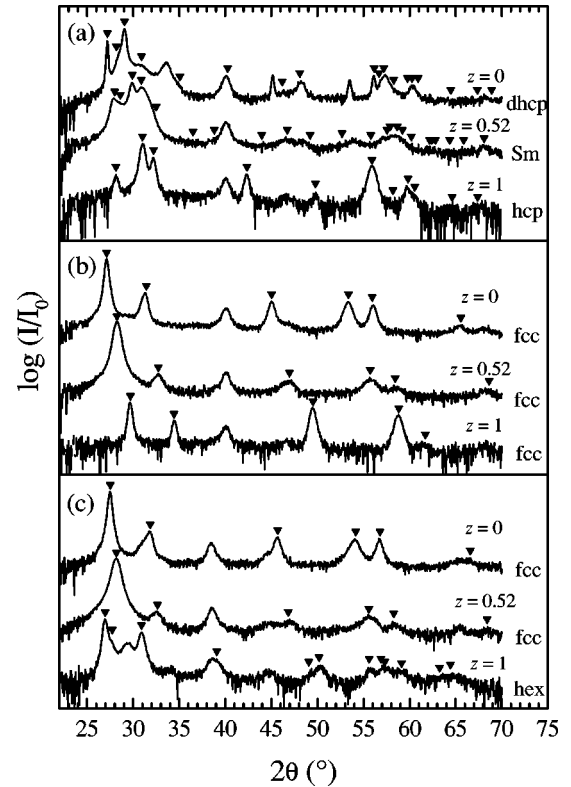 (a)
z = 0
dhcp
z = 0.52
Sm
z = 1
hcp
(b)
z = 0
fcc
z = 0.52
fcc
z = 1
fcc
(c)
z = 0
fcc
z = 0.52
fcc
z = 1
hex
log (I/I₀)
25 30 35 40 45 50 55 60 65 70 75
2θ (°)